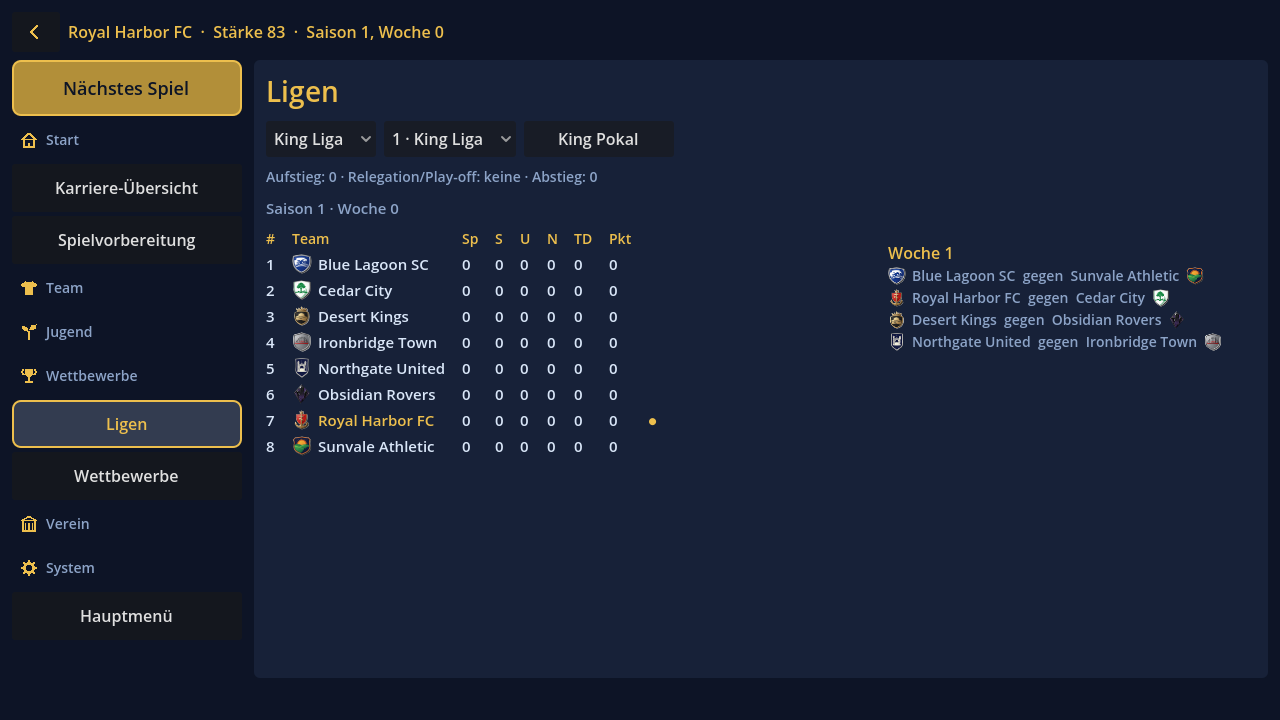 Royal Harbor FC · Stärke 83 · Saison 1, Woche 0
Nächstes Spiel
Start
Karriere-Übersicht
Spielvorbereitung
Team
Jugend
Wettbewerbe
Ligen
Wettbewerbe
Verein
System
Hauptmenü
Ligen
King Liga 1 · King Liga King Pokal
Aufstieg: 0 · Relegation/Play-off: keine · Abstieg: 0
Saison 1 · Woche 0
# Team Sp S U N TD Pkt
1 Blue Lagoon SC 0 0 0 0 0 0
2 Cedar City 0 0 0 0 0 0
3 Desert Kings 0 0 0 0 0 0
4 Ironbridge Town 0 0 0 0 0 0
5 Northgate United 0 0 0 0 0 0
6 Obsidian Rovers 0 0 0 0 0 0
7 Royal Harbor FC 0 0 0 0 0 0
8 Sunvale Athletic 0 0 0 0 0 0
Woche 1
Blue Lagoon SC gegen Sunvale Athletic
Royal Harbor FC gegen Cedar City
Desert Kings gegen Obsidian Rovers
Northgate United gegen Ironbridge Town